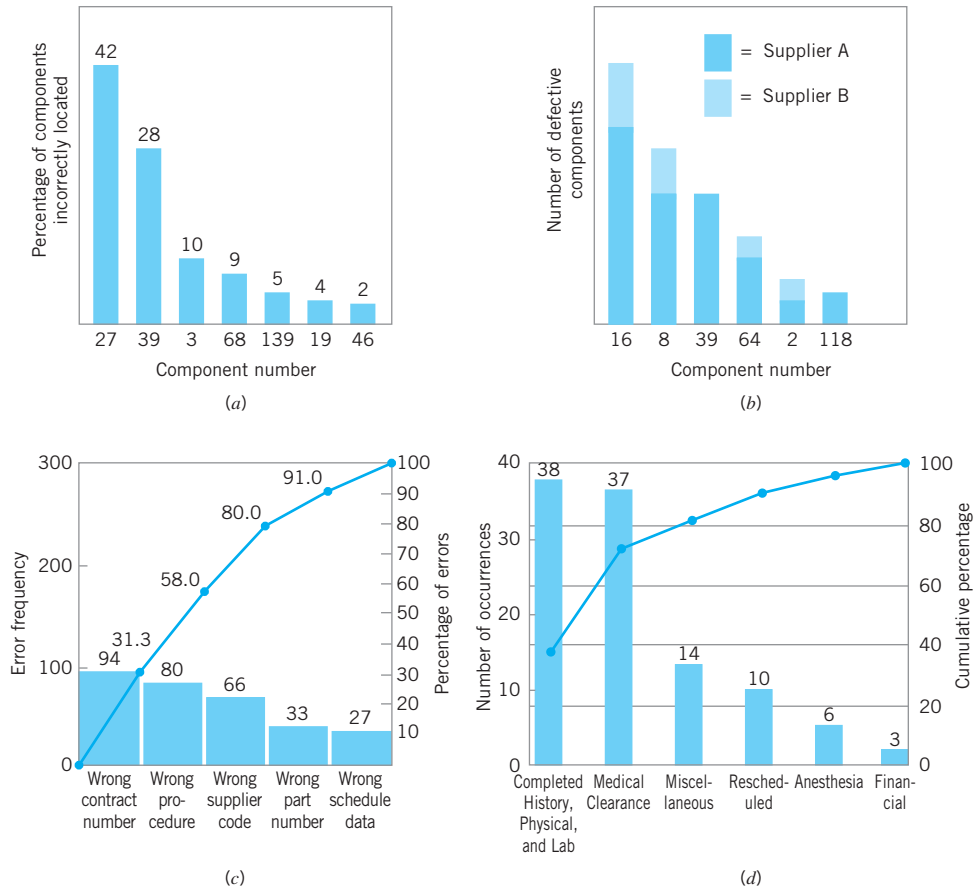 42
28
10
9
5
4
2
Percentage of components
incorrectly located
27 39 3 68 139 19 46
Component number
(a)
= Supplier A
= Supplier B
Number of defective
components
16 8 39 64 2 118
Component number
(b)
300
200
100
0
Error frequency
94
80
66
33
27
31.3
58.0
80.0
91.0
100
90
80
70
60
50
40
30
20
10
Percentage of errors
Wrong
contract
number
Wrong
pro-
cedure
Wrong
supplier
code
Wrong
part
number
Wrong
schedule
data
(c)
40
30
20
10
0
Number of occurrences
38
37
14
10
6
3
100
80
60
40
20
0
Cumulative percentage
Completed
History,
Physical,
and Lab
Medical
Clearance
Miscel-
laneous
Resched-
uled
Anesthesia
Finan-
cial
(d)